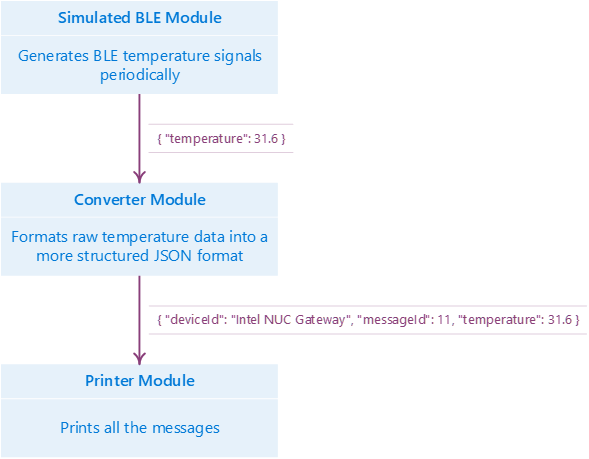 Simulated BLE Module
Generates BLE temperature signals
periodically
{ "temperature": 31.6 }
Converter Module
Formats raw temperature data into a
more structured JSON format
{ "deviceId": "Intel NUC Gateway", "messageId": 11, "temperature": 31.6 }
Printer Module
Prints all the messages